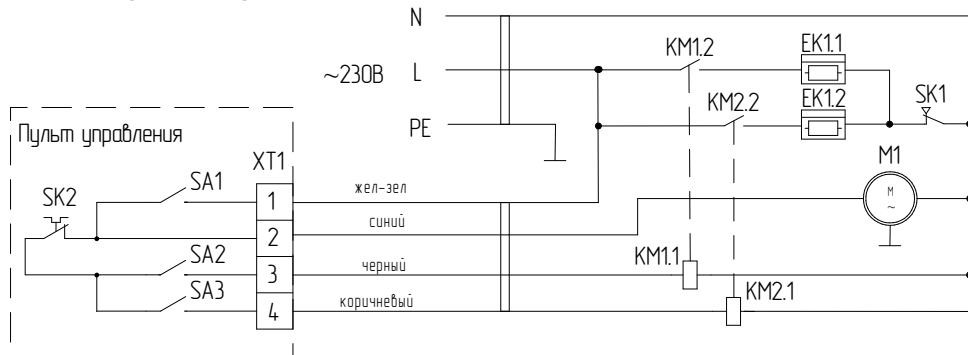 N
KM1.2
EK1.1
~230В L
KM2.2
EK1.2
SK1
PE
Пульт управления
XT1
M1
SK2
SA1
1
жел-зел
M
~
2
синий
SA2
3
черный
KM1.1
SA3
4
коричневый
KM2.1